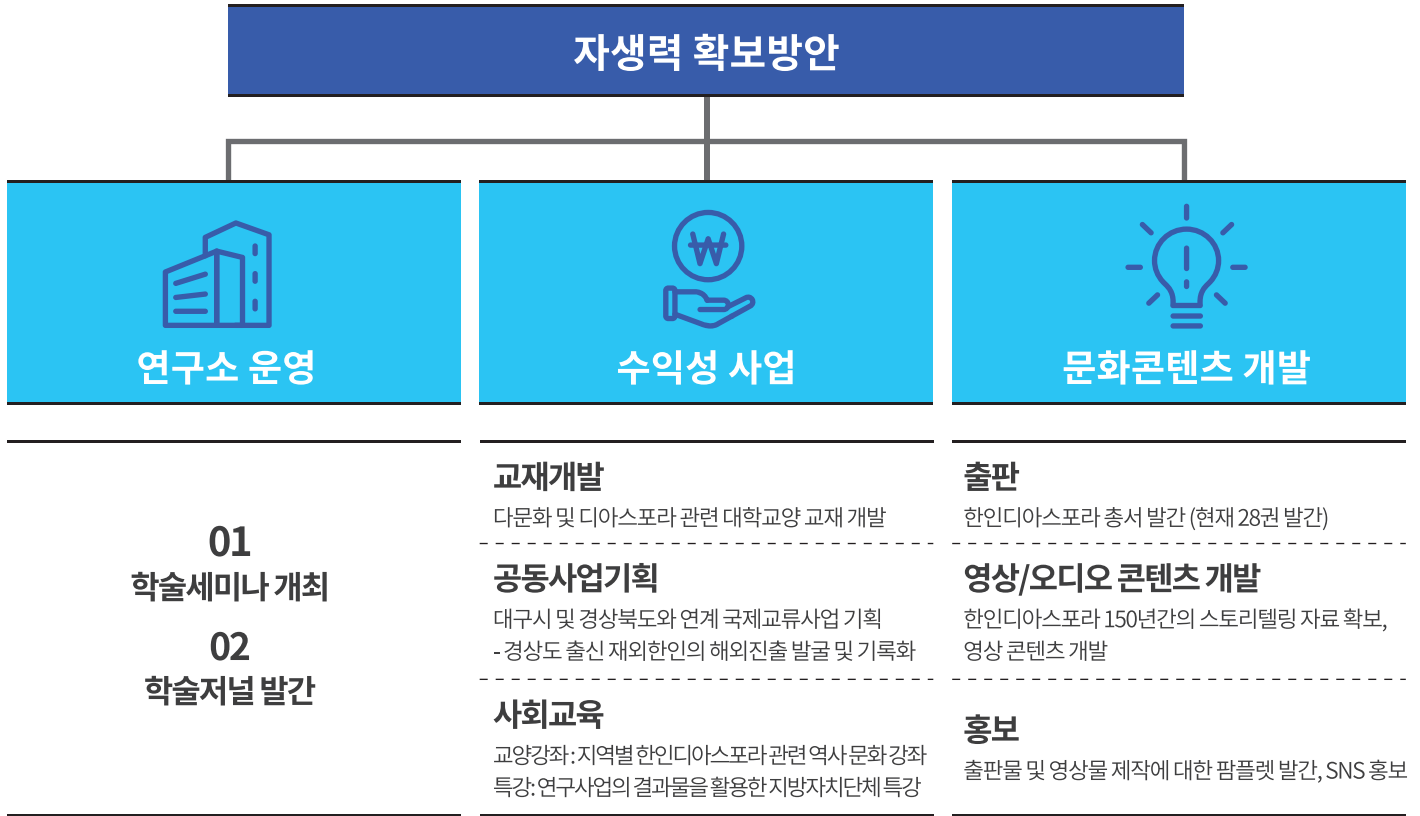 자생력 확보방안
연구소 운영
수익성 사업
문화콘텐츠 개발
01
학술세미나 개최
02
학술저널 발간
교재개발
다문화 및 디아스포라 관련 대학교양 교재 개발
공동사업기획
대구시 및 경상북도와 연계 국제교류사업 기획
- 경상도 출신 재외한인의 해외진출 발굴 및 기록화
사회교육
교양강좌 : 지역별 한인디아스포라 관련 역사 문화 강좌
특강: 연구사업의 결과물을 활용한 지방자치단체 특강
출판
한인디아스포라 총서 발간 (현재 28권 발간)
영상/오디오 콘텐츠 개발
한인디아스포라 150년간의 스토리텔링 자료 확보,
영상 콘텐츠 개발
홍보
출판물 및 영상물 제작에 대한 팜플렛 발간, SNS 홍보